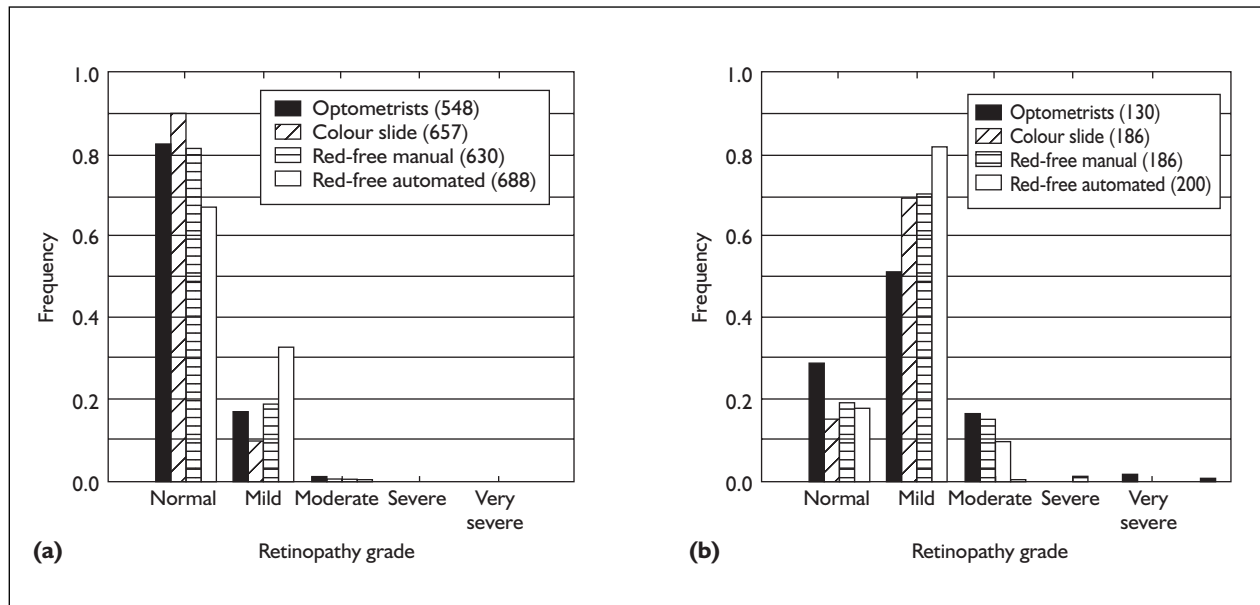 1.0
0.8
0.6
0.4
0.2
0.0
Frequency
Optometrists (548)
Colour slide (657)
Red-free manual (630)
Red-free automated (688)
Normal Mild Moderate Severe Very
severe
Retinopathy grade
(a)
1.0
0.8
0.6
0.4
0.2
0.0
Frequency
Optometrists (130)
Colour slide (186)
Red-free manual (186)
Red-free automated (200)
Normal Mild Moderate Severe Very
severe
Retinopathy grade
(b)